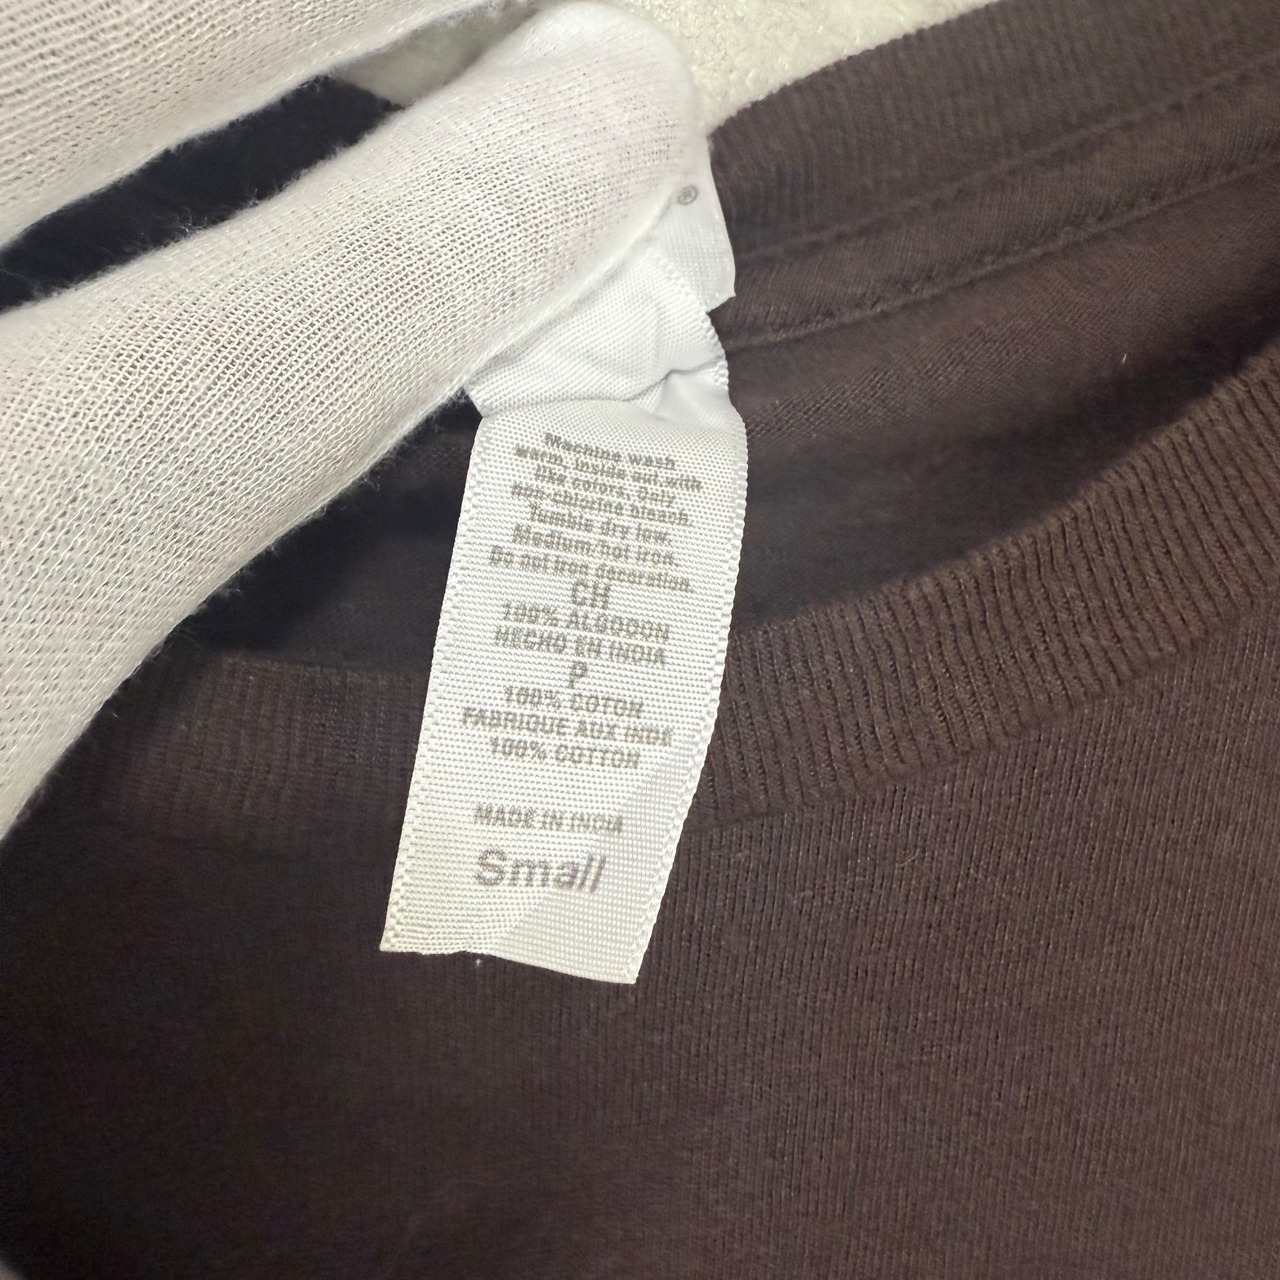 ®
Machine wash
warm, inside out with
like colors. Only
non-chlorine bleach.
Tumble dry low.
Medium hot iron.
Do not iron decoration.
CH
100% ALGODON
HECHO EN INDIA
P
100% COTON
FABRIQUE AUX INDE
100% COTTON
MADE IN INDIA
Small